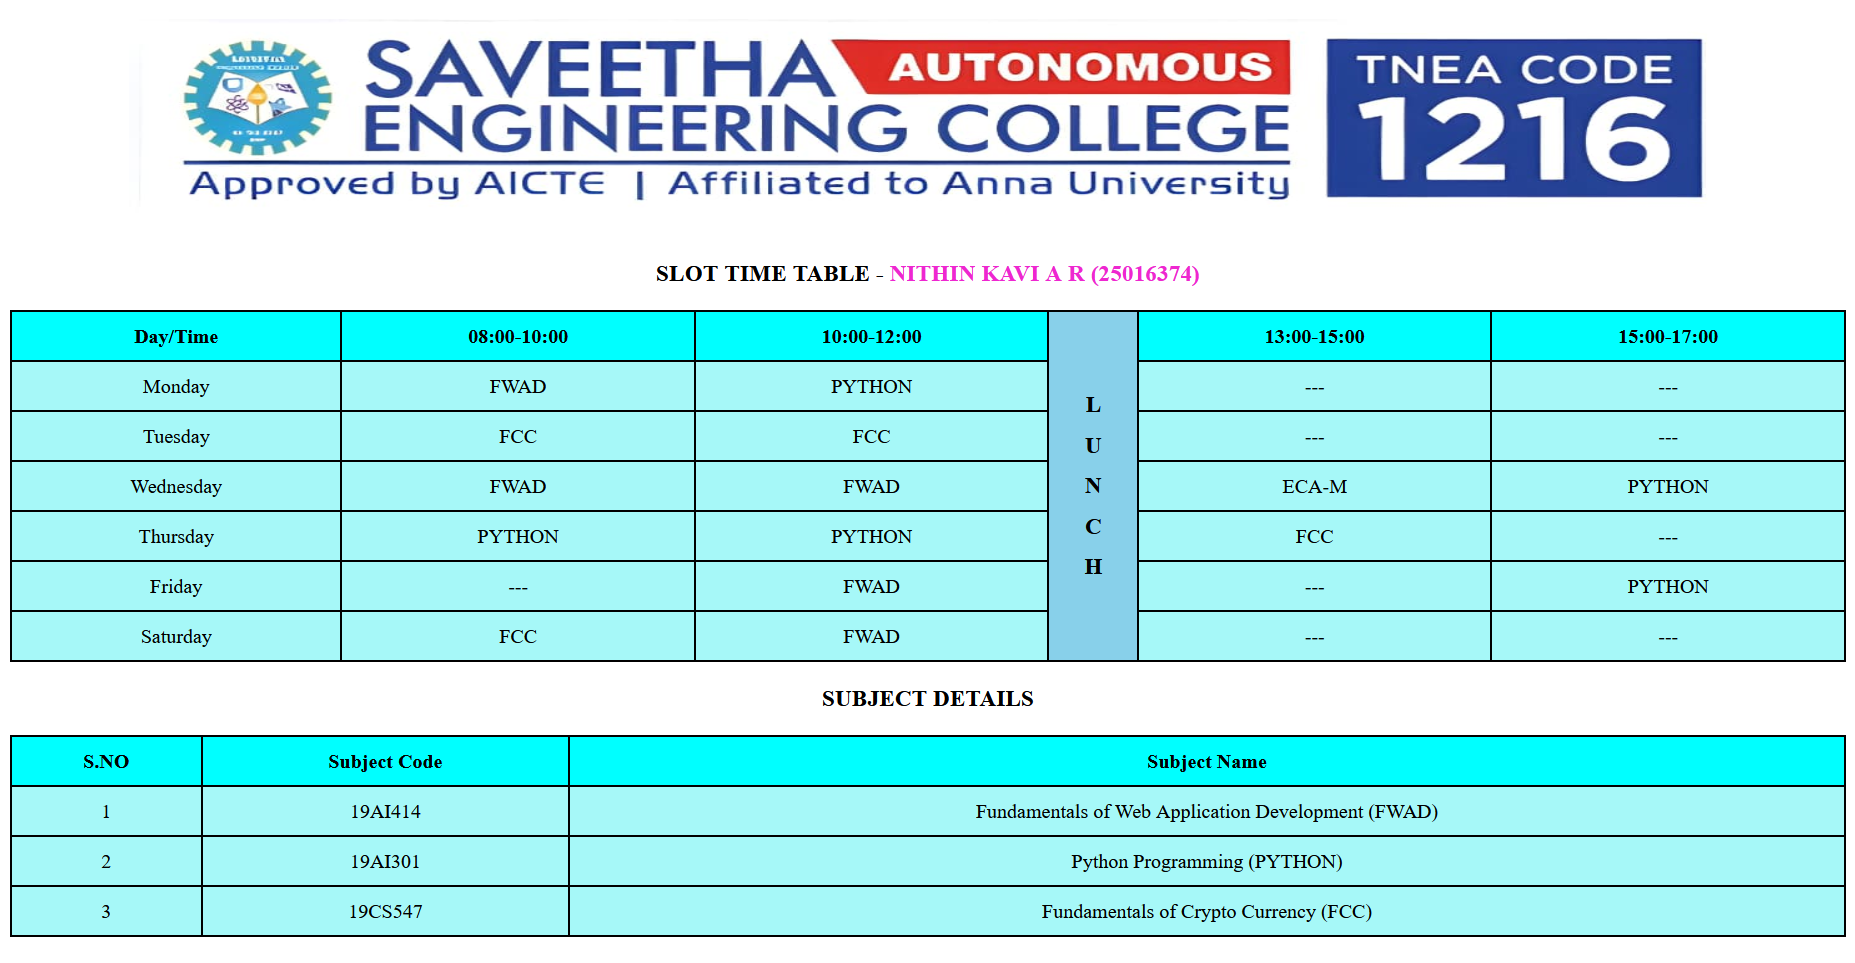 SAVEETHA AUTONOMOUS
ENGINEERING COLLEGE
Approved by AICTE | Affiliated to Anna University
TNEA CODE
1216
SLOT TIME TABLE - NITHIN KAVI A R (25016374)
Day/Time 08:00-10:00 10:00-12:00 LUNCH 13:00-15:00 15:00-17:00
Monday FWAD PYTHON --- ---
Tuesday FCC FCC --- ---
Wednesday FWAD FWAD ECA-M PYTHON
Thursday PYTHON PYTHON FCC ---
Friday --- FWAD --- PYTHON
Saturday FCC FWAD --- ---
SUBJECT DETAILS
S.NO Subject Code Subject Name
1 19AI414 Fundamentals of Web Application Development (FWAD)
2 19AI301 Python Programming (PYTHON)
3 19CS547 Fundamentals of Crypto Currency (FCC)